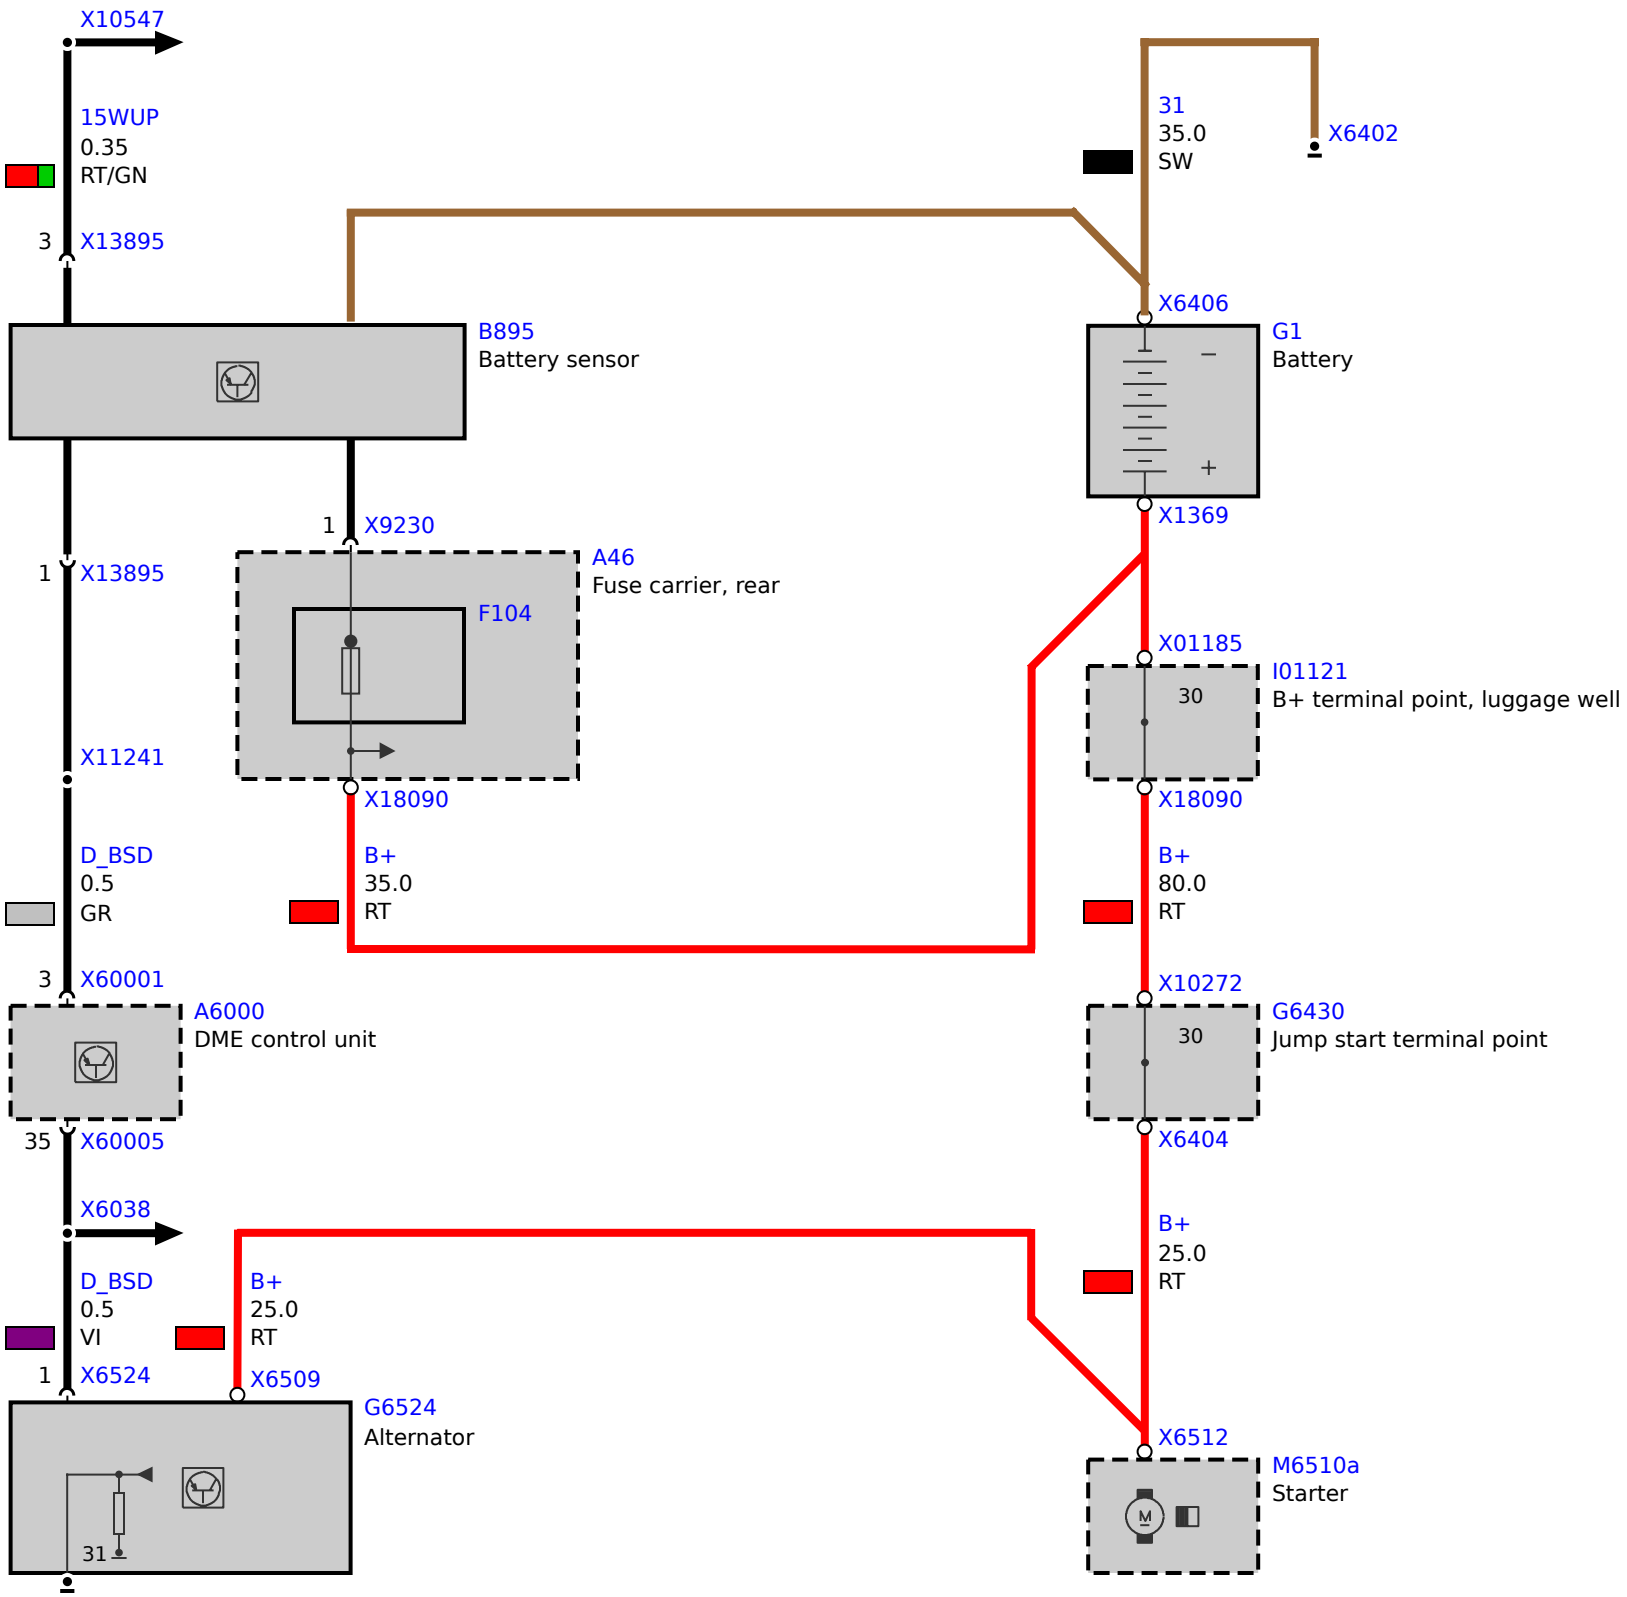 X10547
15WUP
0.35
RT/GN
3 X13895
31
35.0
SW
X6402
X6406
B895
Battery sensor
G1
Battery
−
+
1 X9230
X1369
A46
Fuse carrier, rear
1 X13895
F104
X01185
I01121
B+ terminal point, luggage well
30
X11241
X18090
X18090
D_BSD
0.5
GR
B+
35.0
RT
B+
80.0
RT
3 X60001
X10272
A6000
DME control unit
G6430
Jump start terminal point
30
35 X60005
X6404
X6038
B+
25.0
RT
D_BSD
0.5
VI
B+
25.0
RT
1 X6524
X6509
G6524
Alternator
X6512
M6510a
Starter
M
31